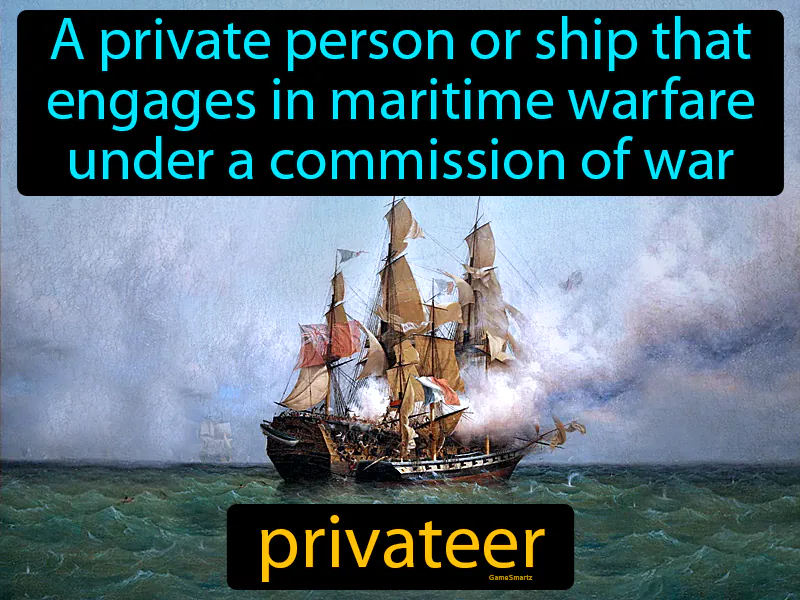 A private person or ship that
engages in maritime warfare
under a commission of war
privateer
GameSmartz